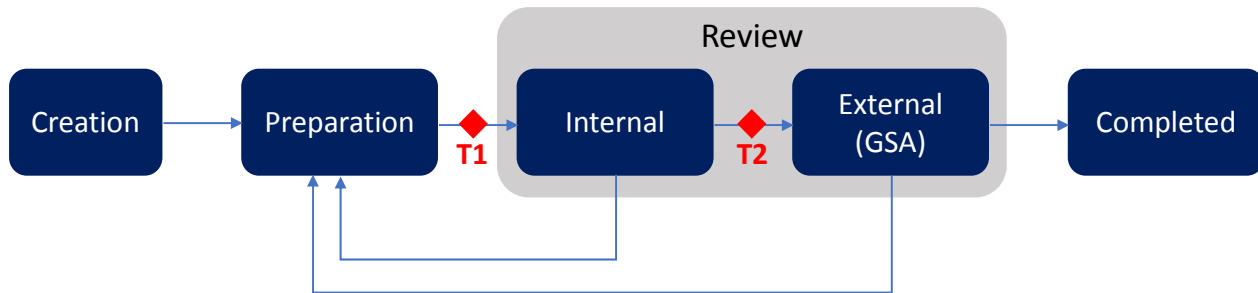 Review
Creation
Preparation
T1
Internal
T2
External
(GSA)
Completed